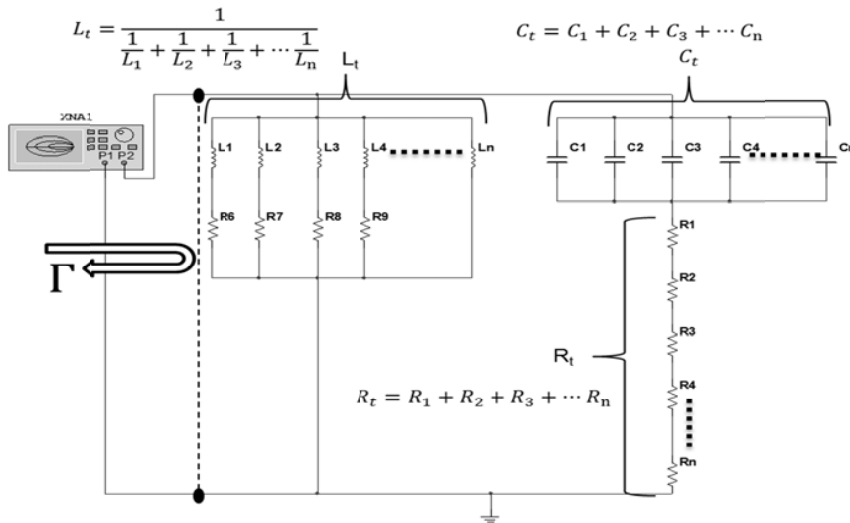 L_t = 1 / (1/L_1 + 1/L_2 + 1/L_3 + ⋯ 1/L_n)
C_t = C_1 + C_2 + C_3 + ⋯ C_n
L_t
C_t
XNA1
P1 P2
L1 L2 L3 L4 Ln
C1 C2 C3 C4
R6 R7 R8 R9
R1
Γ
R2
R3
R_t
R_t = R_1 + R_2 + R_3 + ⋯ R_n
R4
Rn